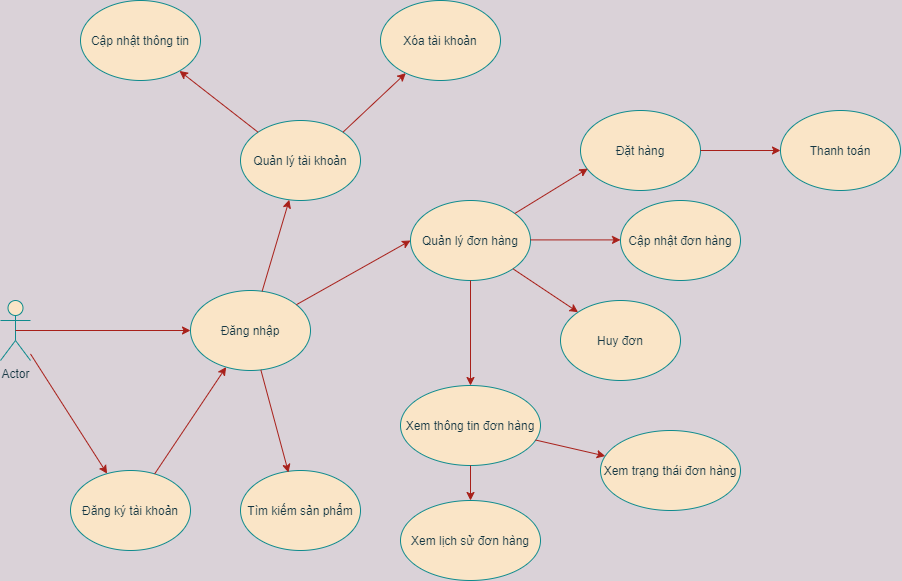 Cập nhật thông tin
Xóa tài khoản
Quản lý tài khoản
Đặt hàng
Thanh toán
Quản lý đơn hàng
Cập nhật đơn hàng
Đăng nhập
Huy đơn
Actor
Xem thông tin đơn hàng
Xem trạng thái đơn hàng
Đăng ký tài khoản
Tìm kiếm sản phẩm
Xem lịch sử đơn hàng